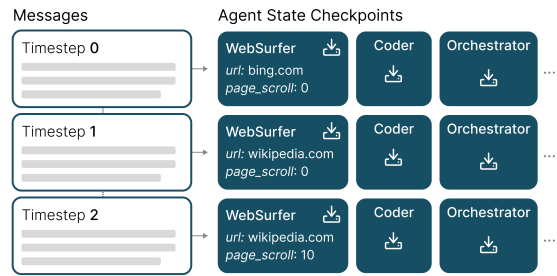 Messages
Agent State Checkpoints
Timestep 0
WebSurfer
url: bing.com
page_scroll: 0
Coder
Orchestrator
...
Timestep 1
WebSurfer
url: wikipedia.com
page_scroll: 0
Coder
Orchestrator
...
Timestep 2
WebSurfer
url: wikipedia.com
page_scroll: 10
Coder
Orchestrator
...